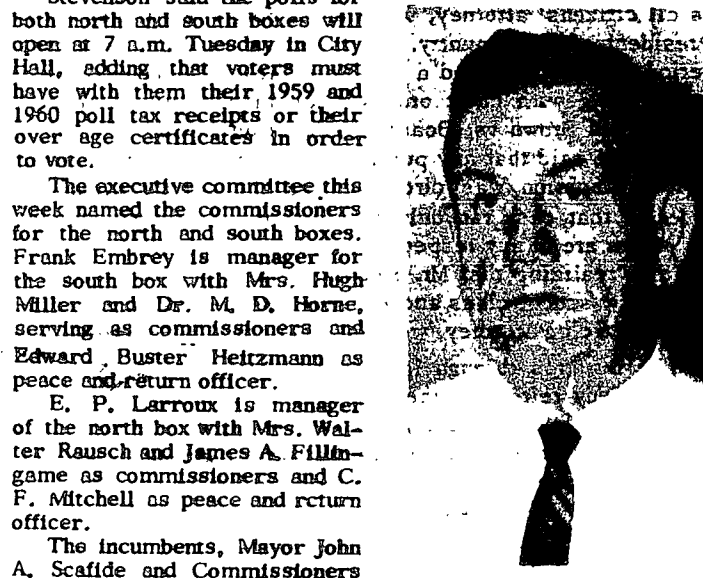 Stevenson said the polls for
both north and south boxes will
open at 7 a.m. Tuesday in City
Hall, adding that voters must
have with them their 1959 and
1960 poll tax receipts or their
over age certificates in order
to vote.
The executive committee this
week named the commissioners
for the north and south boxes.
Frank Embrey is manager for
the south box with Mrs. Hugh
Miller and Dr. M. D. Horne,
serving as commissioners and
Edward Buster Heitzmann as
peace and return officer.
E. P. Larroux is manager
of the north box with Mrs. Wal-
ter Rausch and James A. Fillin-
game as commissioners and C.
F. Mitchell as peace and return
officer.
The incumbents, Mayor John
A. Scafide and Commissioners